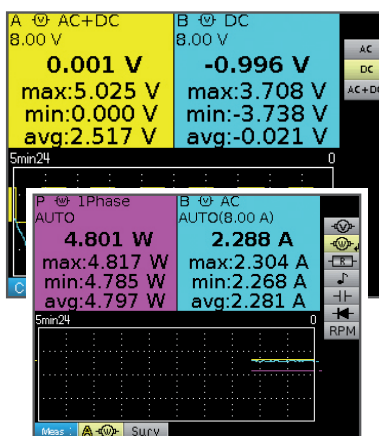 A V AC+DC
8.00 V
0.001 V
max:5.025 V
min:0.000 V
avg:2.517 V
B V DC
8.00 V
-0.996 V
max:3.708 V
min:-3.738 V
avg:-0.021 V
AC
DC
AC+DC
5min24 0
C
P W 1Phase
AUTO
4.801 W
max:4.817 W
min:4.785 W
avg:4.797 W
B V AC
AUTO(8.00 A)
2.288 A
max:2.304 A
min:2.268 A
avg:2.281 A
V
W
R
RPM
5min24 0
Meas : A W Surv